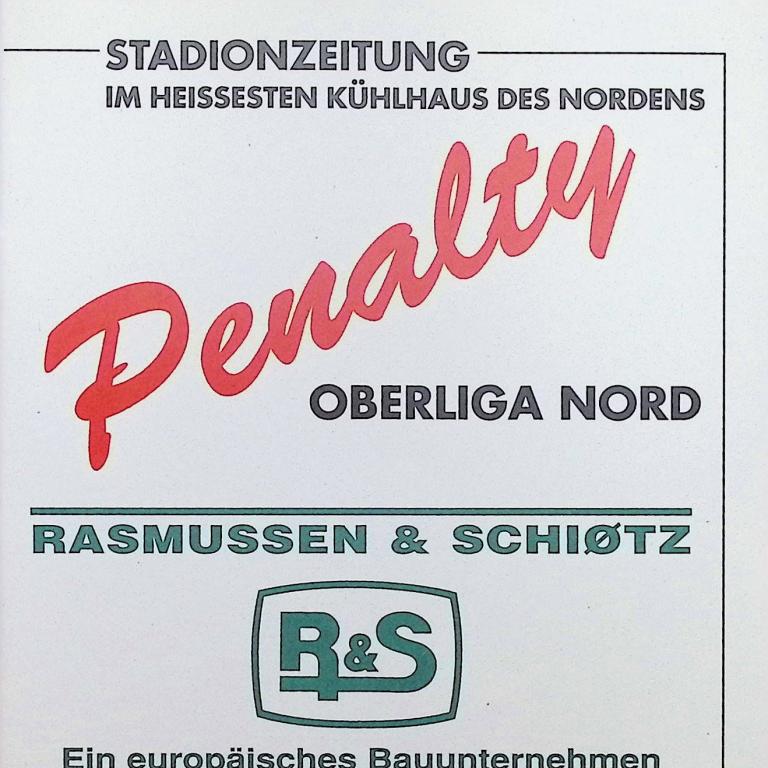 STADIONZEITUNG
IM HEISSESTEN KÜHLHAUS DES NORDENS
Penalty
OBERLIGA NORD
RASMUSSEN & SCHIØTZ
R&S
Ein europäisches Bauunternehmen